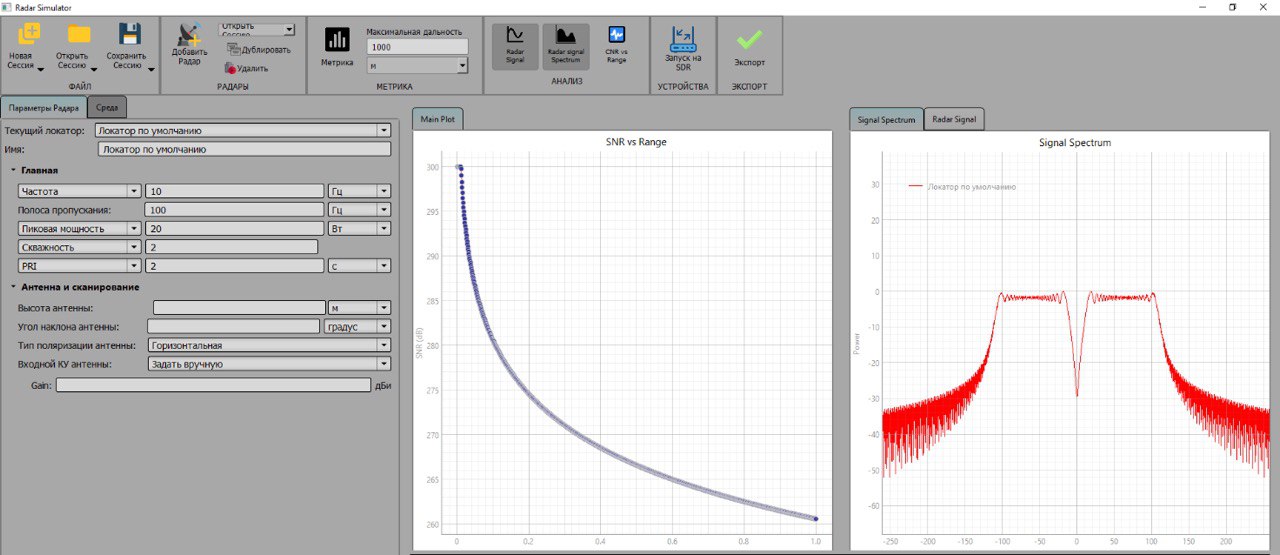 Radar Simulator
Новая Сессия
Открыть Сессию
Сохранить Сессию
ФАЙЛ
Добавить Радар
Открыть Сессию
Дублировать
Удалить
РАДАРЫ
Метрика
Максимальная дальность
1000
м
МЕТРИКА
Radar Signal
Radar signal Spectrum
CNR vs Range
АНАЛИЗ
Запуск на SDR
УСТРОЙСТВА
Экспорт
ЭКСПОРТ
Параметры Радара
Среда
Текущий локатор: Локатор по умолчанию
Имя: Локатор по умолчанию
Главная
Частота 10 Гц
Полоса пропускания: 100 Гц
Пиковая мощность 20 Вт
Скважность 2
PRI 2 с
Антенна и сканирование
Высота антенны: м
Угол наклона антенны: градус
Тип поляризации антенны: Горизонтальная
Входной КУ антенны: Задать вручную
Gain: дБи
Main Plot
SNR vs Range
SNR (dB)
300
295
290
285
280
275
270
265
260
0 0.2 0.4 0.6 0.8 1.0
Signal Spectrum
Radar Signal
Signal Spectrum
Локатор по умолчанию
Power
30
20
10
0
-10
-20
-30
-40
-50
-60
-250 -200 -150 -100 -50 0 50 100 150 200